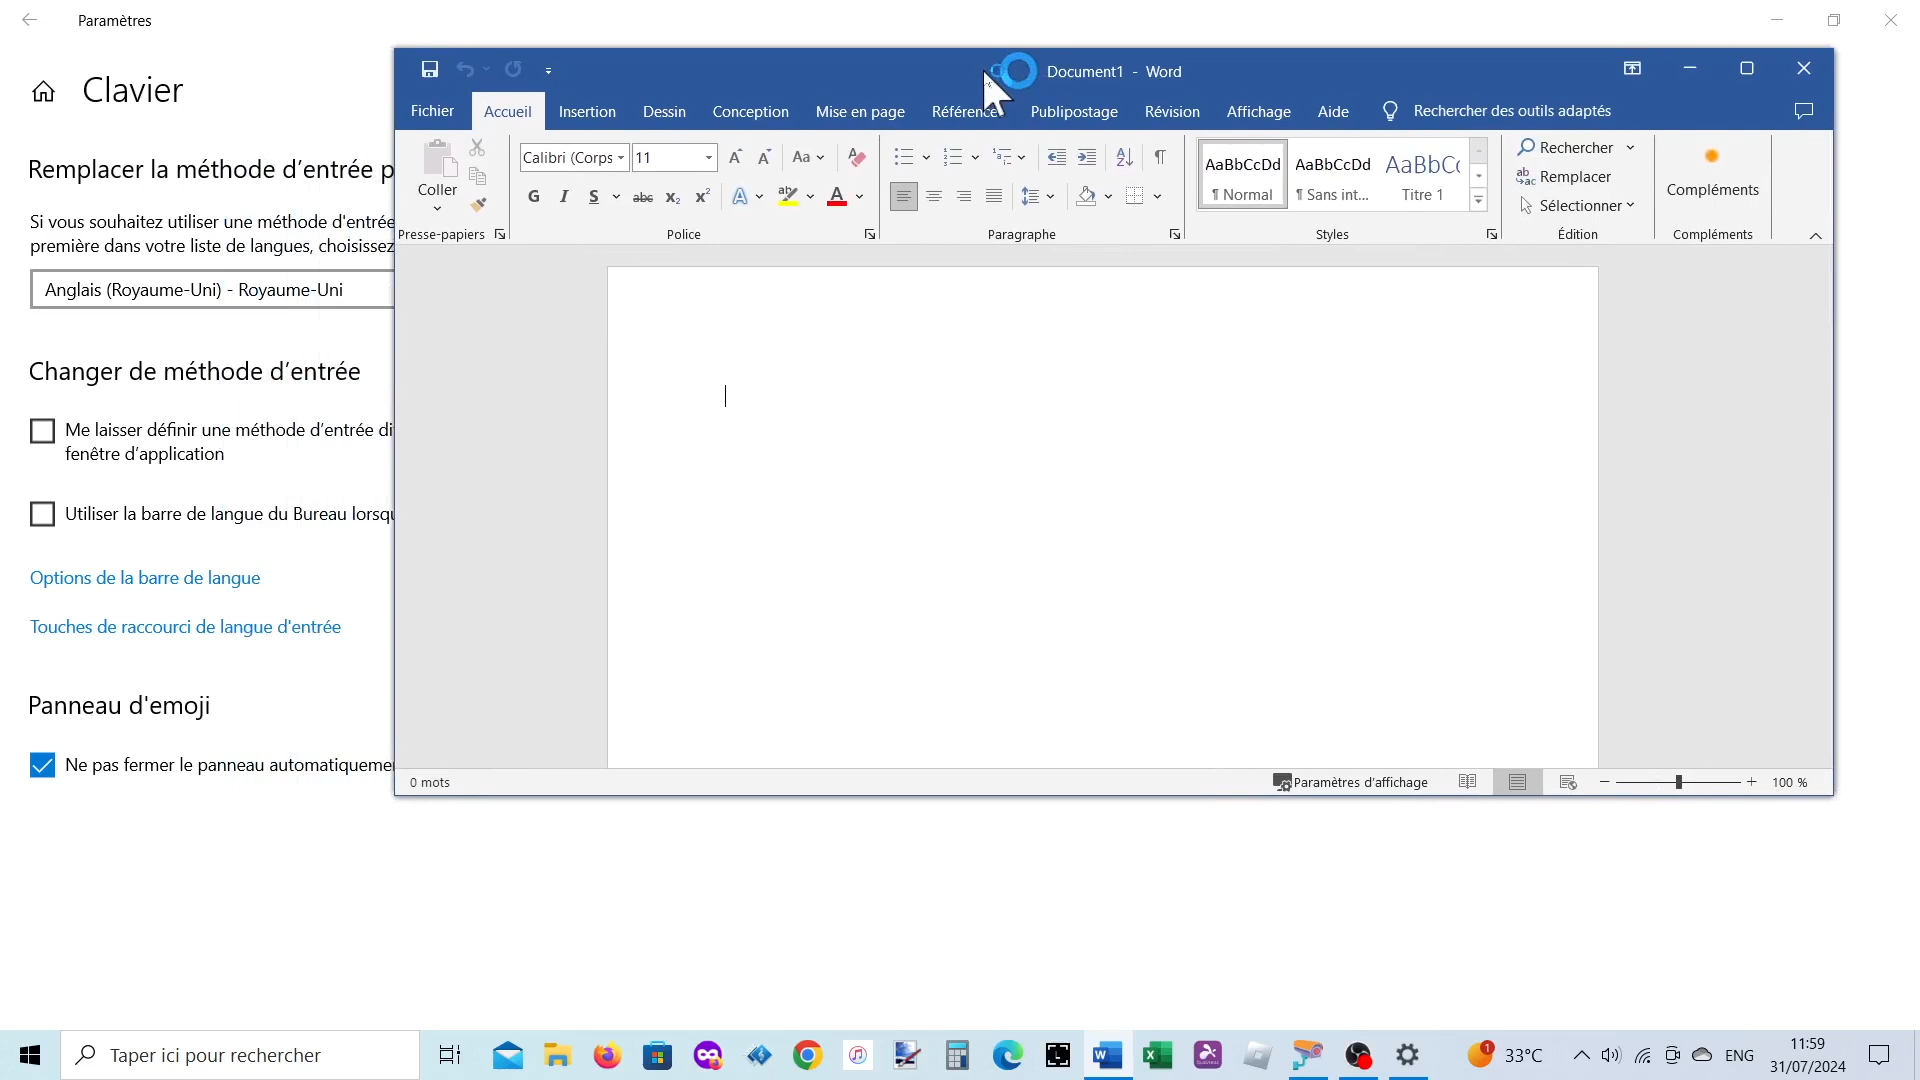 Paramètres
Clavier
Remplacer la méthode d’entrée p
Si vous souhaitez utiliser une méthode d'entrée
première dans votre liste de langues, choisissez
Anglais (Royaume-Uni) - Royaume-Uni
Changer de méthode d’entrée
Me laisser définir une méthode d’entrée di
fenêtre d’application
Utiliser la barre de langue du Bureau lorsqu
Options de la barre de langue
Touches de raccourci de langue d'entrée
Panneau d'emoji
Ne pas fermer le panneau automatiqueme
Document1 - Word
Fichier Accueil Insertion Dessin Conception Mise en page Référence Publipostage Révision Affichage Aide Rechercher des outils adaptés
Coller
Presse-papiers
Calibri (Corps 11
Aa
G I S abc x₂ x² A ab A
Police
Paragraphe
AaBbCcDd AaBbCcDd AaBbCc
¶ Normal ¶ Sans int... Titre 1
Styles
Rechercher
Remplacer
Sélectionner
Édition
Compléments
Compléments
0 mots Paramètres d’affichage 100 %
Taper ici pour rechercher
33°C ENG
11:59
31/07/2024